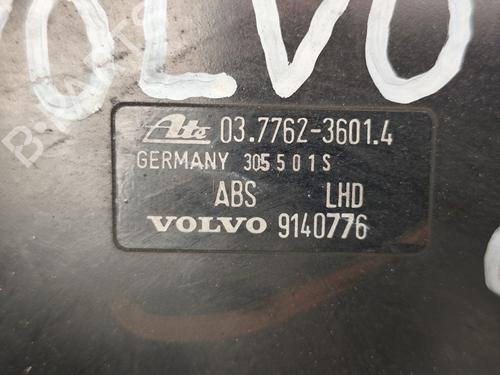 VOLVO
Ate 03.7762-3601.4
GERMANY 305501S
ABS LHD
VOLVO 9140776